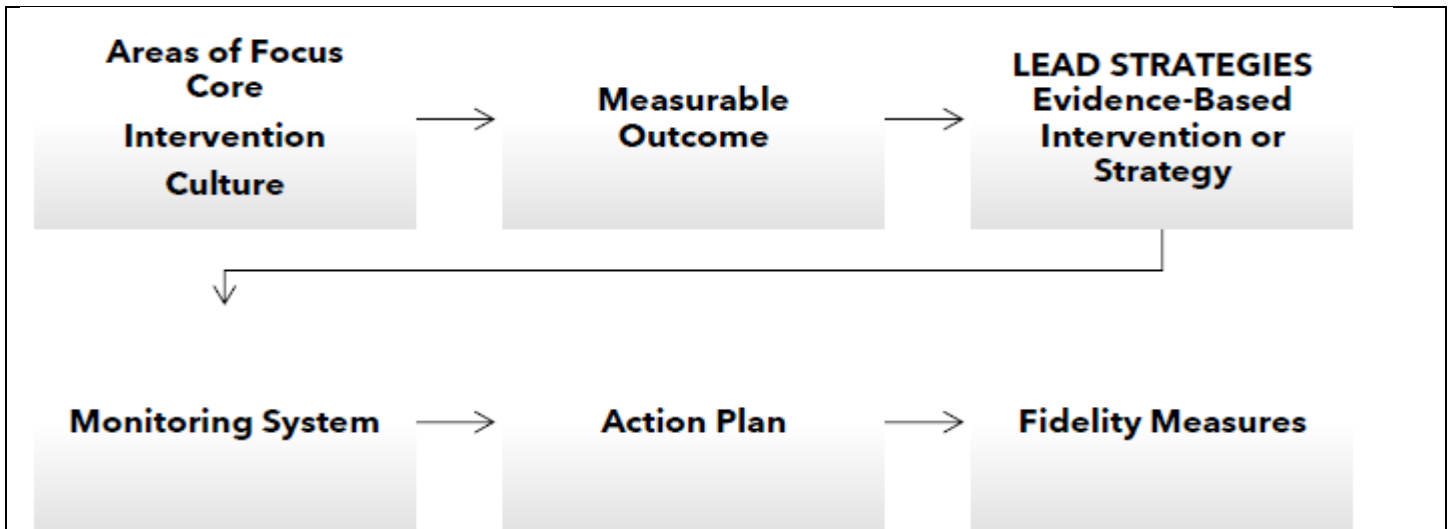 Areas of Focus
Core
Intervention
Culture
Measurable
Outcome
LEAD STRATEGIES
Evidence-Based
Intervention or
Strategy
Monitoring System
Action Plan
Fidelity Measures